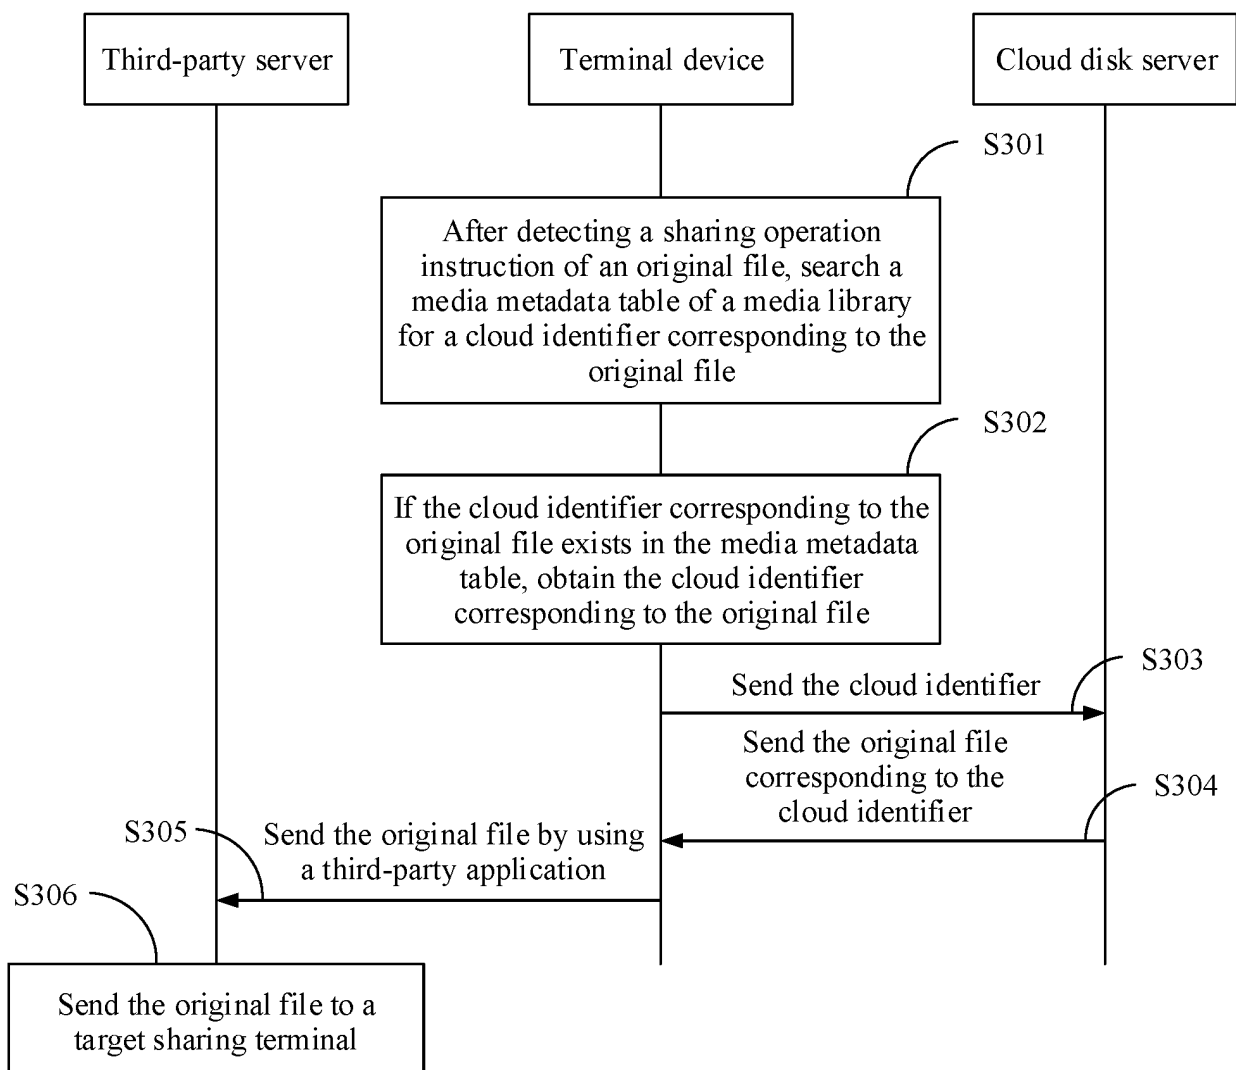 Third-party server
Terminal device
Cloud disk server
S301
After detecting a sharing operation
instruction of an original file, search a
media metadata table of a media library
for a cloud identifier corresponding to the
original file
S302
If the cloud identifier corresponding to the
original file exists in the media metadata
table, obtain the cloud identifier
corresponding to the original file
S303
Send the cloud identifier
Send the original file
corresponding to the
cloud identifier
S304
S305
Send the original file by using
a third-party application
S306
Send the original file to a
target sharing terminal